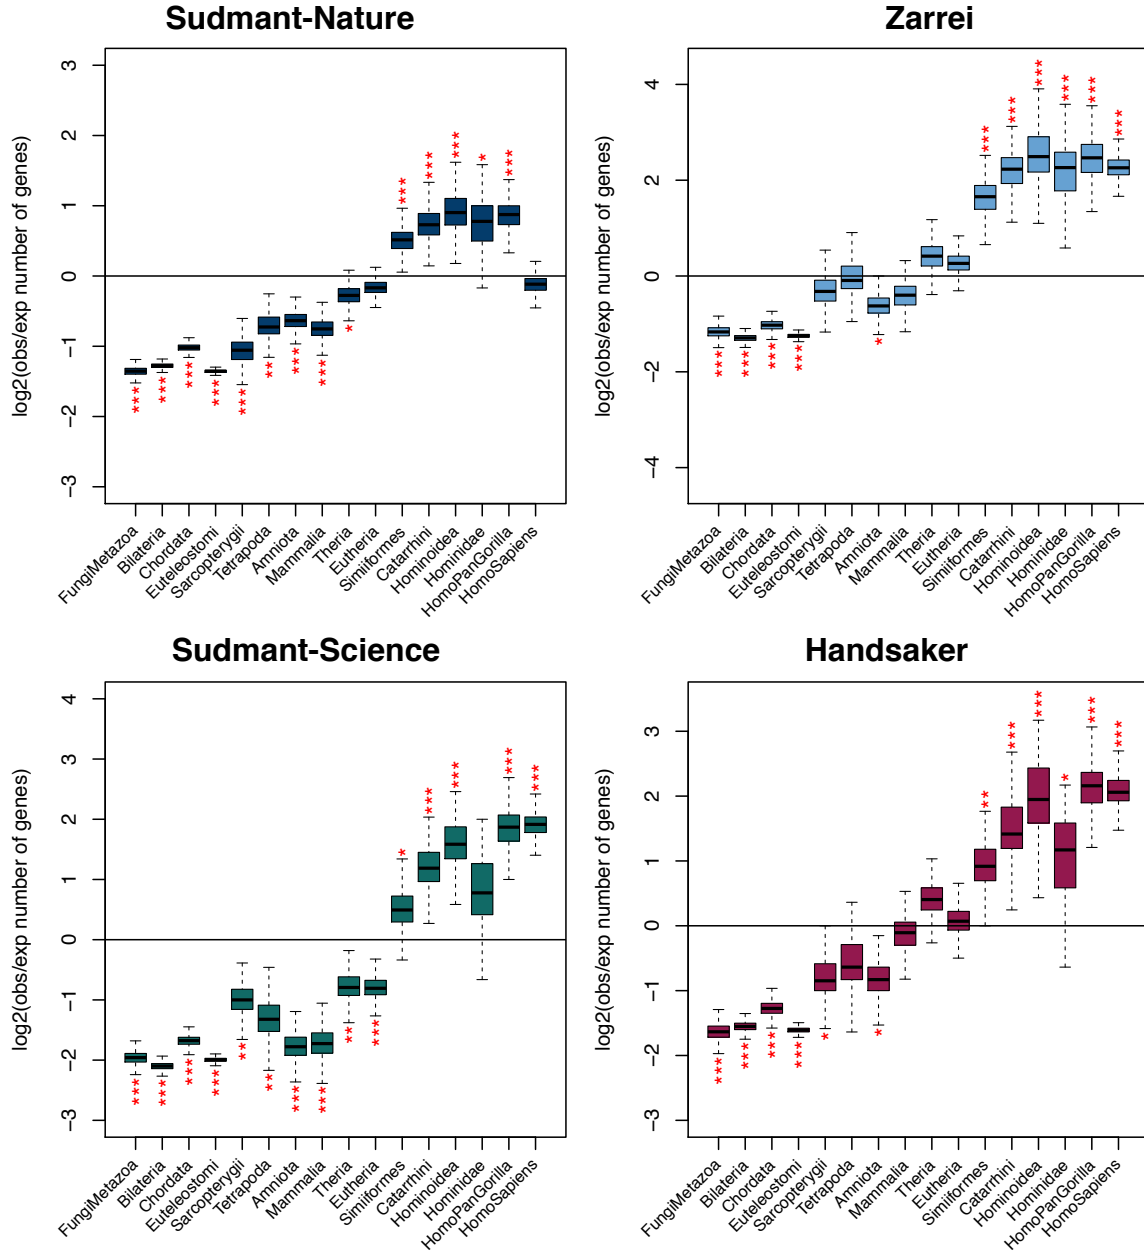 Sudmant-Nature
log2(obs/exp number of genes)
3
2
1
0
−1
−2
−3
***
***
***
***
***
**
***
***
*
***
***
***
*
***
FungiMetazoa
Bilateria
Chordata
Euteleostomi
Sarcopterygii
Tetrapoda
Amniota
Mammalia
Theria
Eutheria
Simiiformes
Catarrhini
Hominoidea
Hominidae
HomoPanGorilla
HomoSapiens
Zarrei
log2(obs/exp number of genes)
4
2
0
−2
−4
***
***
***
***
*
***
***
***
***
***
***
FungiMetazoa
Bilateria
Chordata
Euteleostomi
Sarcopterygii
Tetrapoda
Amniota
Mammalia
Theria
Eutheria
Simiiformes
Catarrhini
Hominoidea
Hominidae
HomoPanGorilla
HomoSapiens
Sudmant-Science
log2(obs/exp number of genes)
4
3
2
1
0
−1
−2
−3
***
***
***
***
**
**
***
***
**
***
*
***
***
***
***
FungiMetazoa
Bilateria
Chordata
Euteleostomi
Sarcopterygii
Tetrapoda
Amniota
Mammalia
Theria
Eutheria
Simiiformes
Catarrhini
Hominoidea
Hominidae
HomoPanGorilla
HomoSapiens
Handsaker
log2(obs/exp number of genes)
3
2
1
0
−1
−2
−3
***
***
***
***
*
*
**
***
***
*
***
***
FungiMetazoa
Bilateria
Chordata
Euteleostomi
Sarcopterygii
Tetrapoda
Amniota
Mammalia
Theria
Eutheria
Simiiformes
Catarrhini
Hominoidea
Hominidae
HomoPanGorilla
HomoSapiens